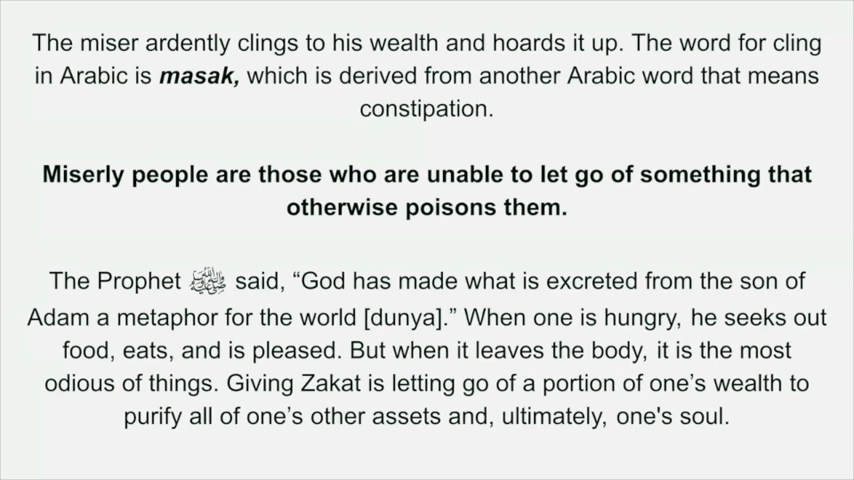 The miser ardently clings to his wealth and hoards it up. The word for cling
in Arabic is masak, which is derived from another Arabic word that means
constipation.
Miserly people are those who are unable to let go of something that
otherwise poisons them.
The Prophet ﷺ said, “God has made what is excreted from the son of
Adam a metaphor for the world [dunya].” When one is hungry, he seeks out
food, eats, and is pleased. But when it leaves the body, it is the most
odious of things. Giving Zakat is letting go of a portion of one’s wealth to
purify all of one’s other assets and, ultimately, one's soul.